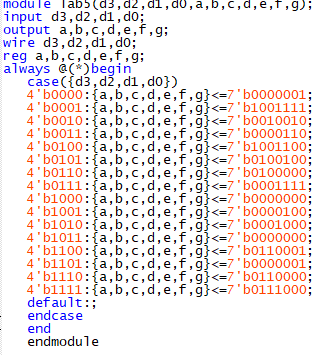 module lab5(d3,d2,d1,d0,a,b,c,d,e,f,g);
input d3,d2,d1,d0;
output a,b,c,d,e,f,g;
wire d3,d2,d1,d0;
reg a,b,c,d,e,f,g;
always @(*)begin
case({d3,d2,d1,d0})
4'b0000:{a,b,c,d,e,f,g}<=7'b0000001;
4'b0001:{a,b,c,d,e,f,g}<=7'b1001111;
4'b0010:{a,b,c,d,e,f,g}<=7'b0010010;
4'b0011:{a,b,c,d,e,f,g}<=7'b0000110;
4'b0100:{a,b,c,d,e,f,g}<=7'b1001100;
4'b0101:{a,b,c,d,e,f,g}<=7'b0100100;
4'b0110:{a,b,c,d,e,f,g}<=7'b0100000;
4'b0111:{a,b,c,d,e,f,g}<=7'b0001111;
4'b1000:{a,b,c,d,e,f,g}<=7'b0000000;
4'b1001:{a,b,c,d,e,f,g}<=7'b0000100;
4'b1010:{a,b,c,d,e,f,g}<=7'b0001000;
4'b1011:{a,b,c,d,e,f,g}<=7'b0000000;
4'b1100:{a,b,c,d,e,f,g}<=7'b0110001;
4'b1101:{a,b,c,d,e,f,g}<=7'b0000001;
4'b1110:{a,b,c,d,e,f,g}<=7'b0110000;
4'b1111:{a,b,c,d,e,f,g}<=7'b0111000;
default:;
endcase
end
endmodule